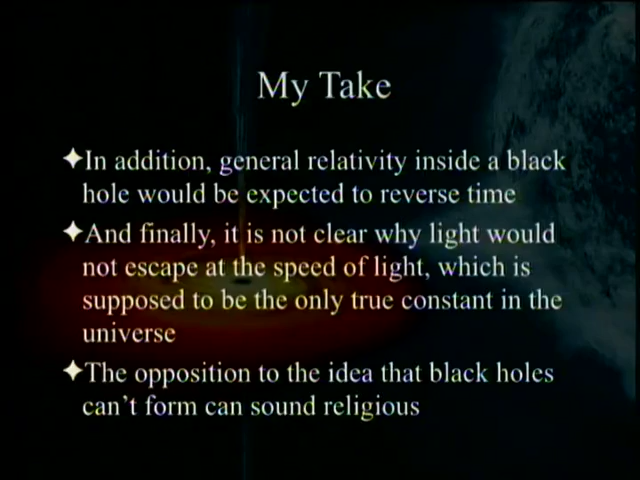 My Take
✦In addition, general relativity inside a black
hole would be expected to reverse time
✦And finally, it is not clear why light would
not escape at the speed of light, which is
supposed to be the only true constant in the
universe
✦The opposition to the idea that black holes
can't form can sound religious